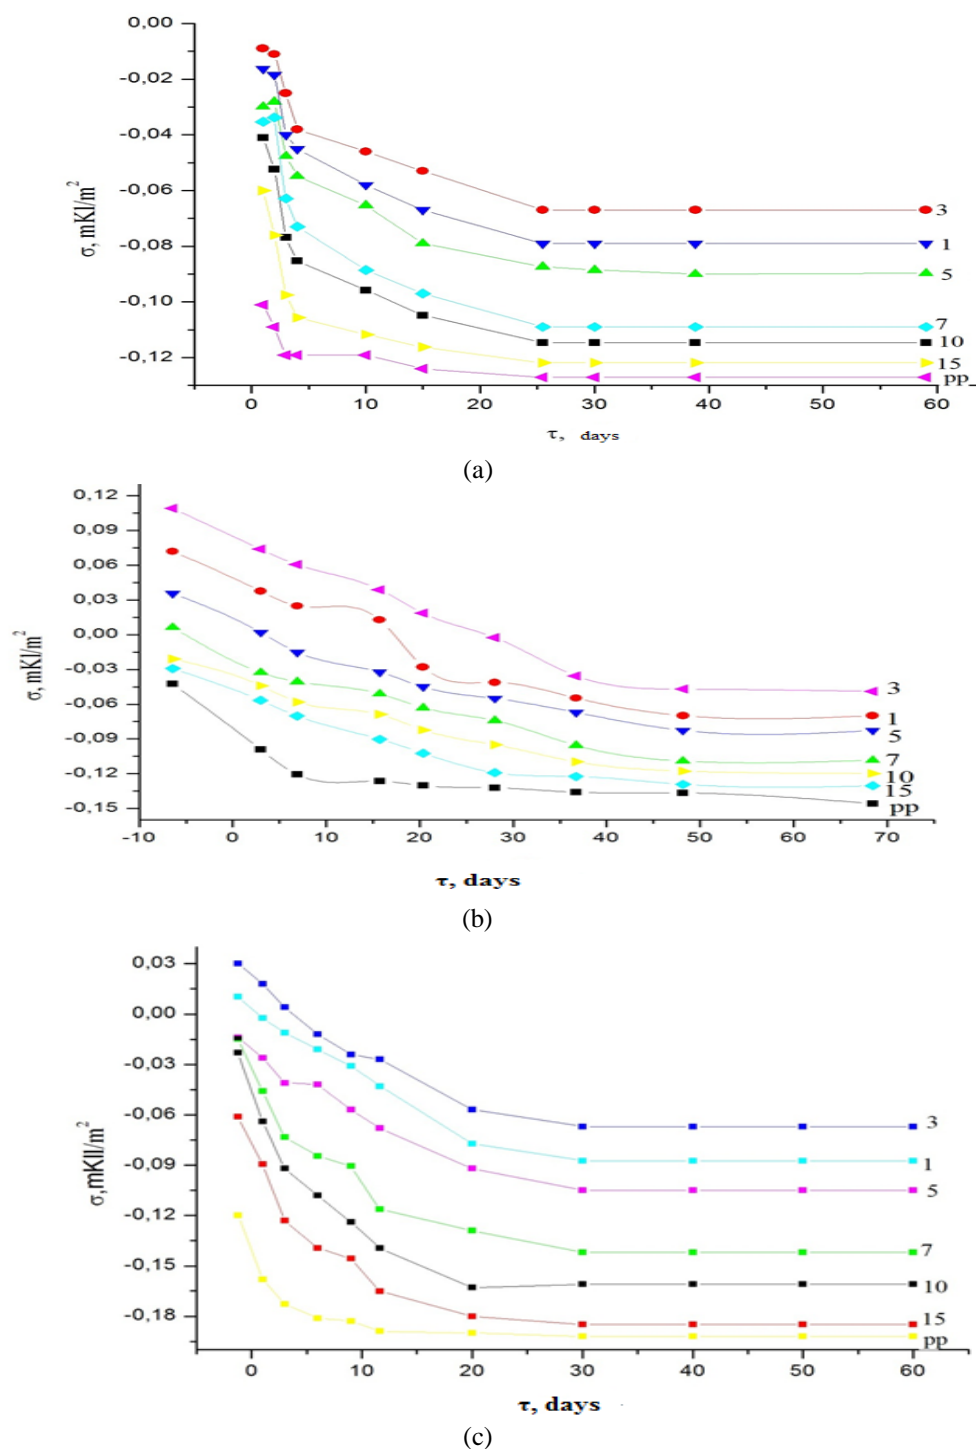 0,00
-0,02
-0,04
-0,06
-0,08
-0,10
-0,12
σ, mKl/m²
3
1
5
7
10
15
pp
0 10 20 30 40 50 60
τ, days
(a)
0,12
0,09
0,06
0,03
0,00
-0,03
-0,06
-0,09
-0,12
-0,15
σ, mKl/m²
3
1
5
7
10
15
pp
-10 0 10 20 30 40 50 60 70
τ, days
(b)
0,03
0,00
-0,03
-0,06
-0,09
-0,12
-0,15
-0,18
σ,mKll/m²
3
1
5
7
10
15
pp
0 10 20 30 40 50 60
τ, days
(c)